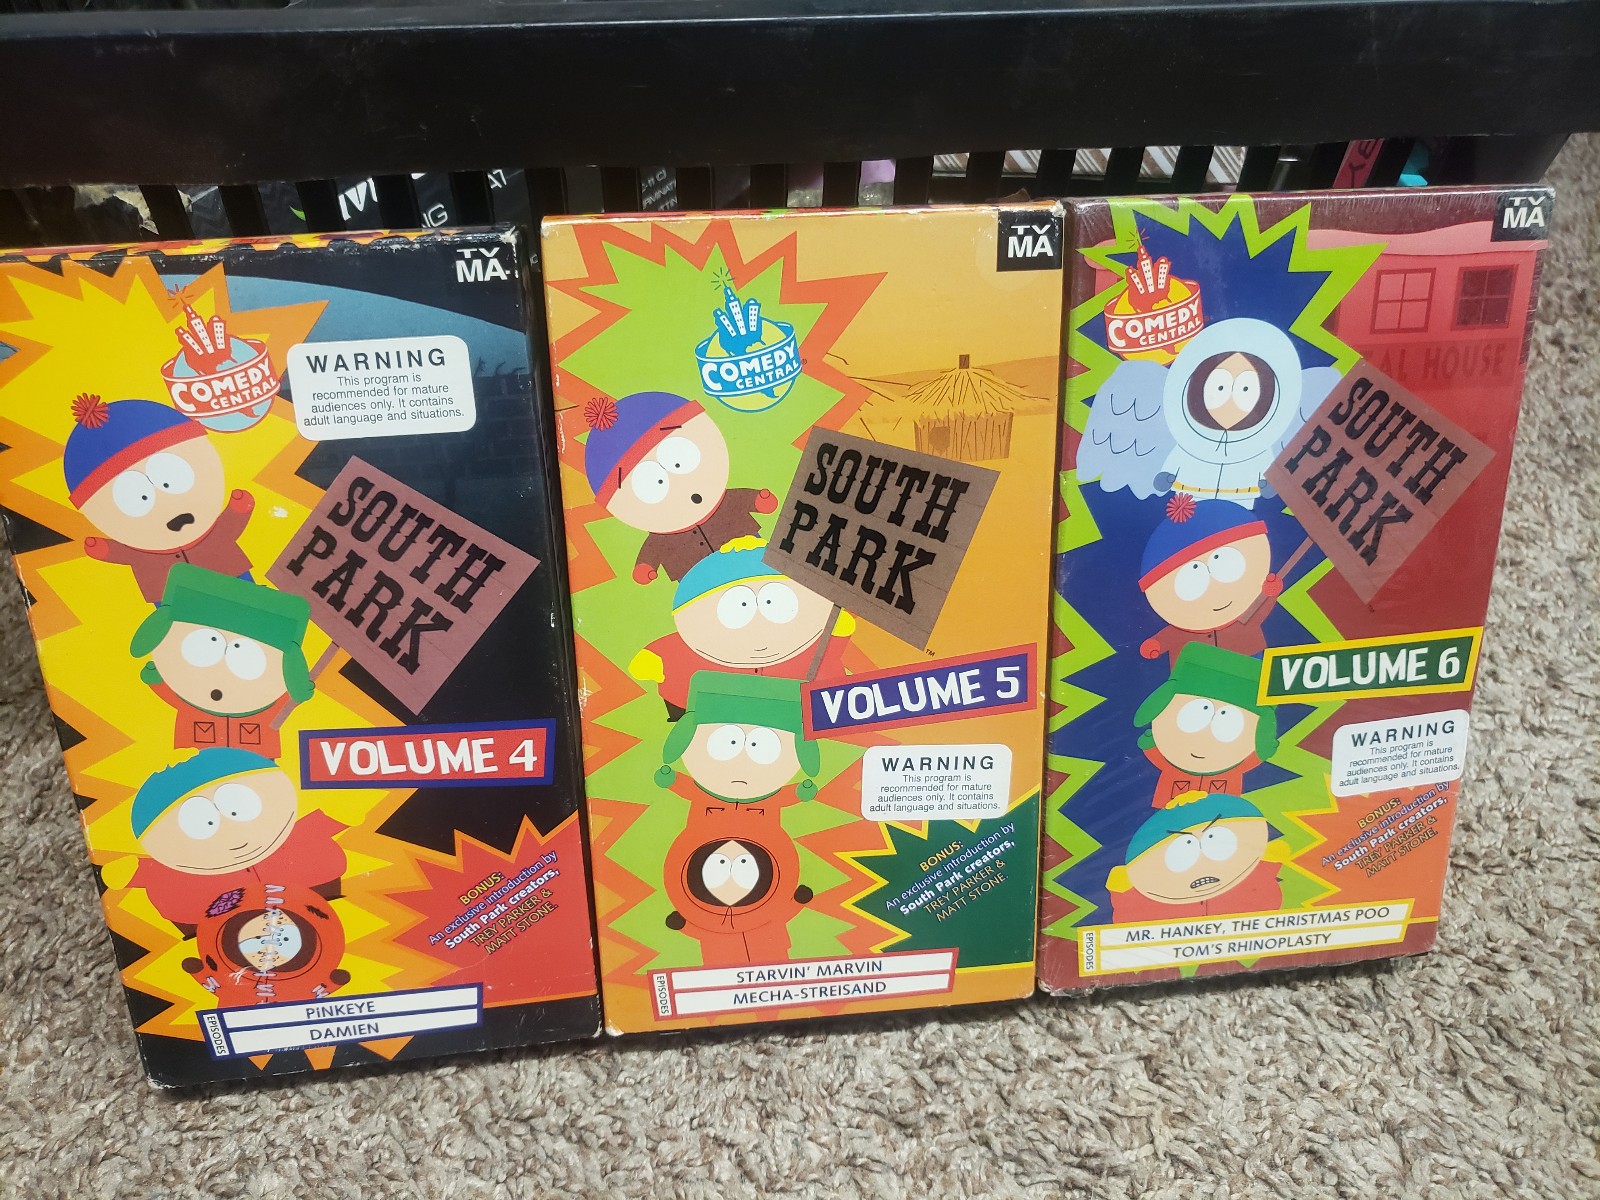 TV
MA
COMEDY
CENTRAL
WARNING
This program is
recommended for mature
audiences only. It contains
adult language and situations.
SOUTH
PARK
VOLUME 4
BONUS:
An exclusive introduction by
South Park creators,
TREY PARKER &
MATT STONE.
EPISODES
PINKEYE
DAMIEN
TV
MA
COMEDY
CENTRAL
SOUTH
PARK
TM
VOLUME 5
WARNING
This program is
recommended for mature
audiences only. It contains
adult language and situations.
BONUS:
An exclusive introduction by
South Park creators,
TREY PARKER &
MATT STONE.
EPISODES
STARVIN' MARVIN
MECHA-STREISAND
TV
MA
COMEDY
CENTRAL
HOUSE
SOUTH
PARK
VOLUME 6
WARNING
This program is
recommended for mature
audiences only. It contains
adult language and situations.
BONUS:
An exclusive introduction by
South Park creators,
TREY PARKER &
MATT STONE.
EPISODES
MR. HANKEY, THE CHRISTMAS POO
TOM'S RHINOPLASTY